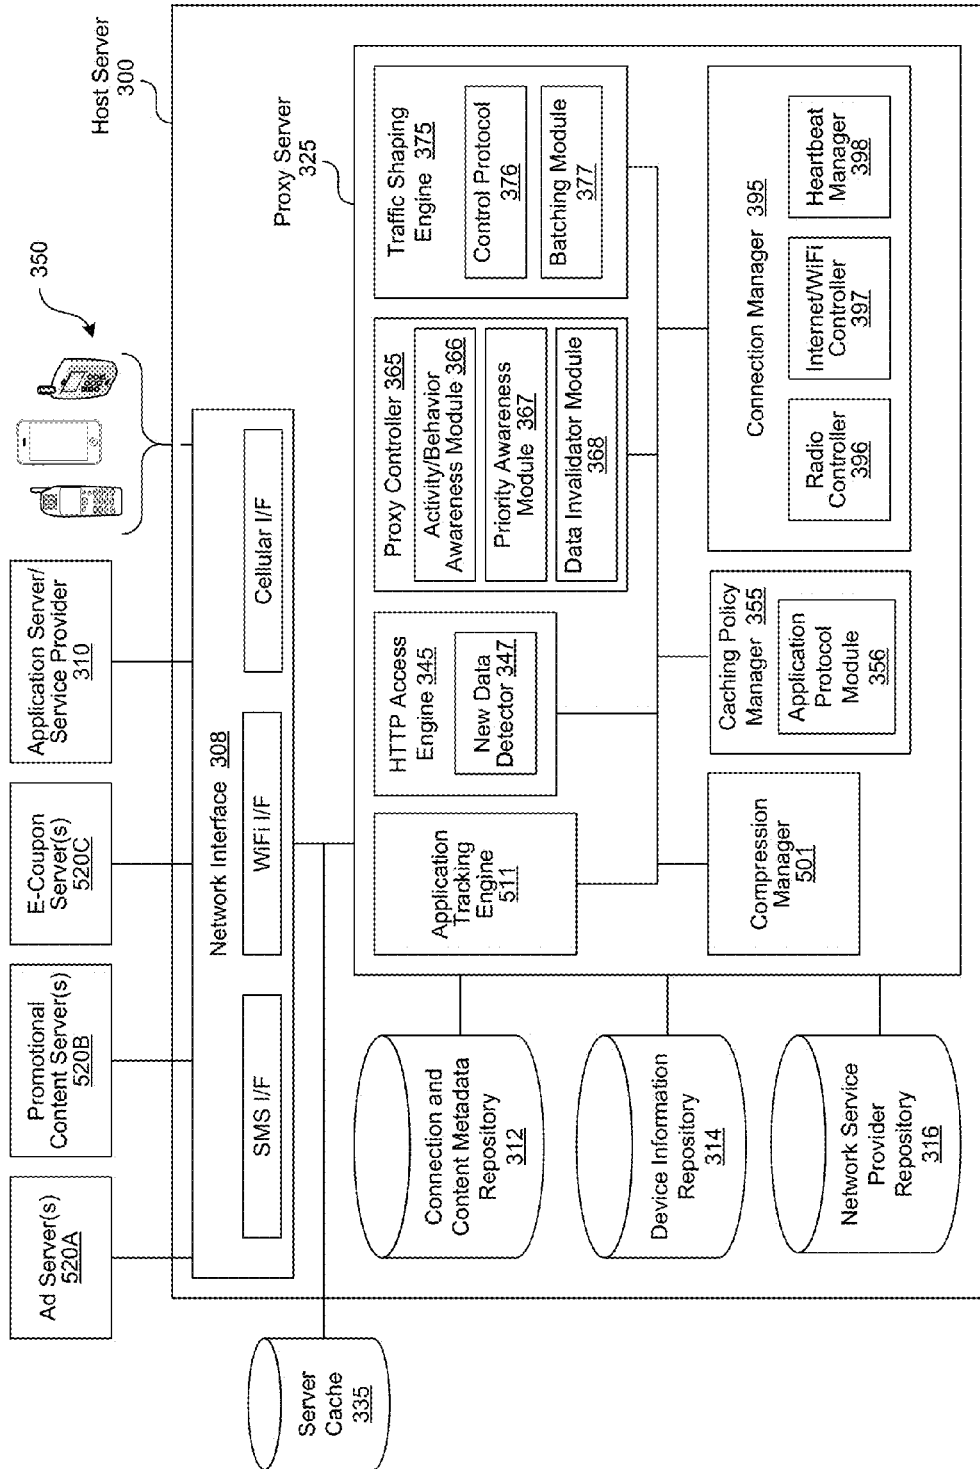 Ad Server(s)
520A
Promotional
Content Server(s)
520B
E-Coupon
Server(s)
520C
Application Server/
Service Provider
310
350
Host Server
300
Network Interface 308
SMS I/F
WiFi I/F
Cellular I/F
Server
Cache
335
Proxy Server
325
Connection and
Content Metadata
Repository
312
Device Information
Repository
314
Network Service
Provider
Repository
316
Application
Tracking
Engine
511
HTTP Access
Engine 345
New Data
Detector 347
Proxy Controller 365
Activity/Behavior
Awareness Module 366
Priority Awareness
Module 367
Data Invalidator Module
368
Traffic Shaping
Engine 375
Control Protocol
376
Batching Module
377
Compression
Manager
501
Caching Policy
Manager 355
Application
Protocol
Module
356
Connection Manager 395
Radio
Controller
396
Internet/WiFi
Controller
397
Heartbeat
Manager
398